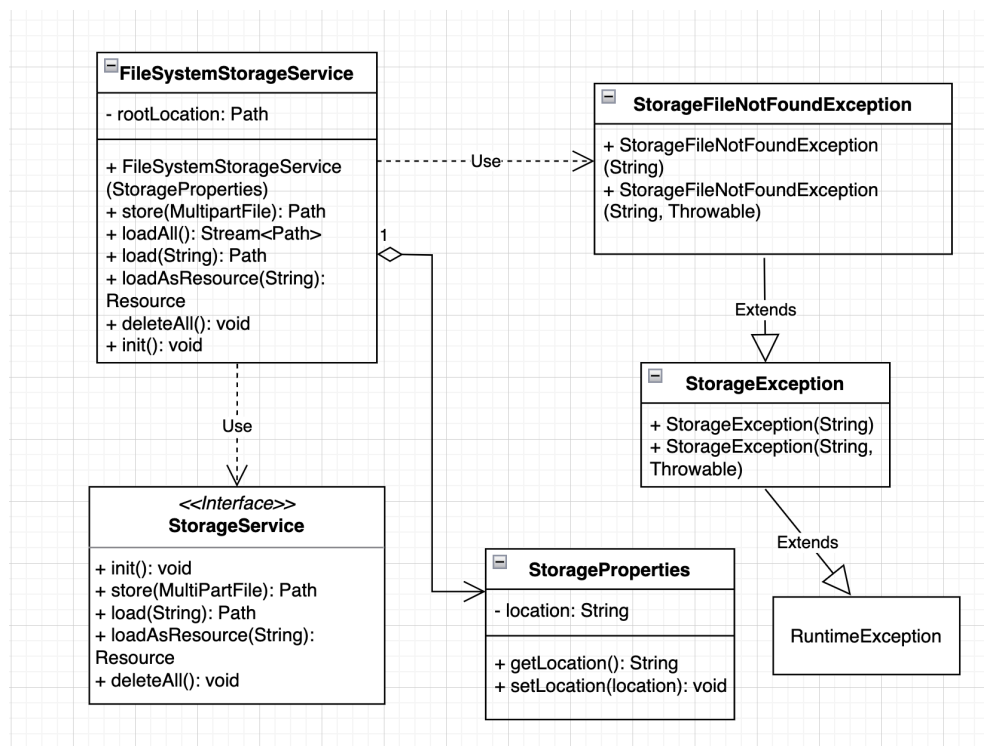 FileSystemStorageService
- rootLocation: Path
+ FileSystemStorageService
(StorageProperties)
+ store(MultipartFile): Path
+ loadAll(): Stream<Path>
+ load(String): Path
+ loadAsResource(String):
Resource
+ deleteAll(): void
+ init(): void
Use
1
StorageFileNotFoundException
+ StorageFileNotFoundException
(String)
+ StorageFileNotFoundException
(String, Throwable)
Extends
StorageException
+ StorageException(String)
+ StorageException(String,
Throwable)
Extends
RuntimeException
Use
<<Interface>>
StorageService
+ init(): void
+ store(MultiPartFile): Path
+ load(String): Path
+ loadAsResource(String):
Resource
+ deleteAll(): void
StorageProperties
- location: String
+ getLocation(): String
+ setLocation(location): void